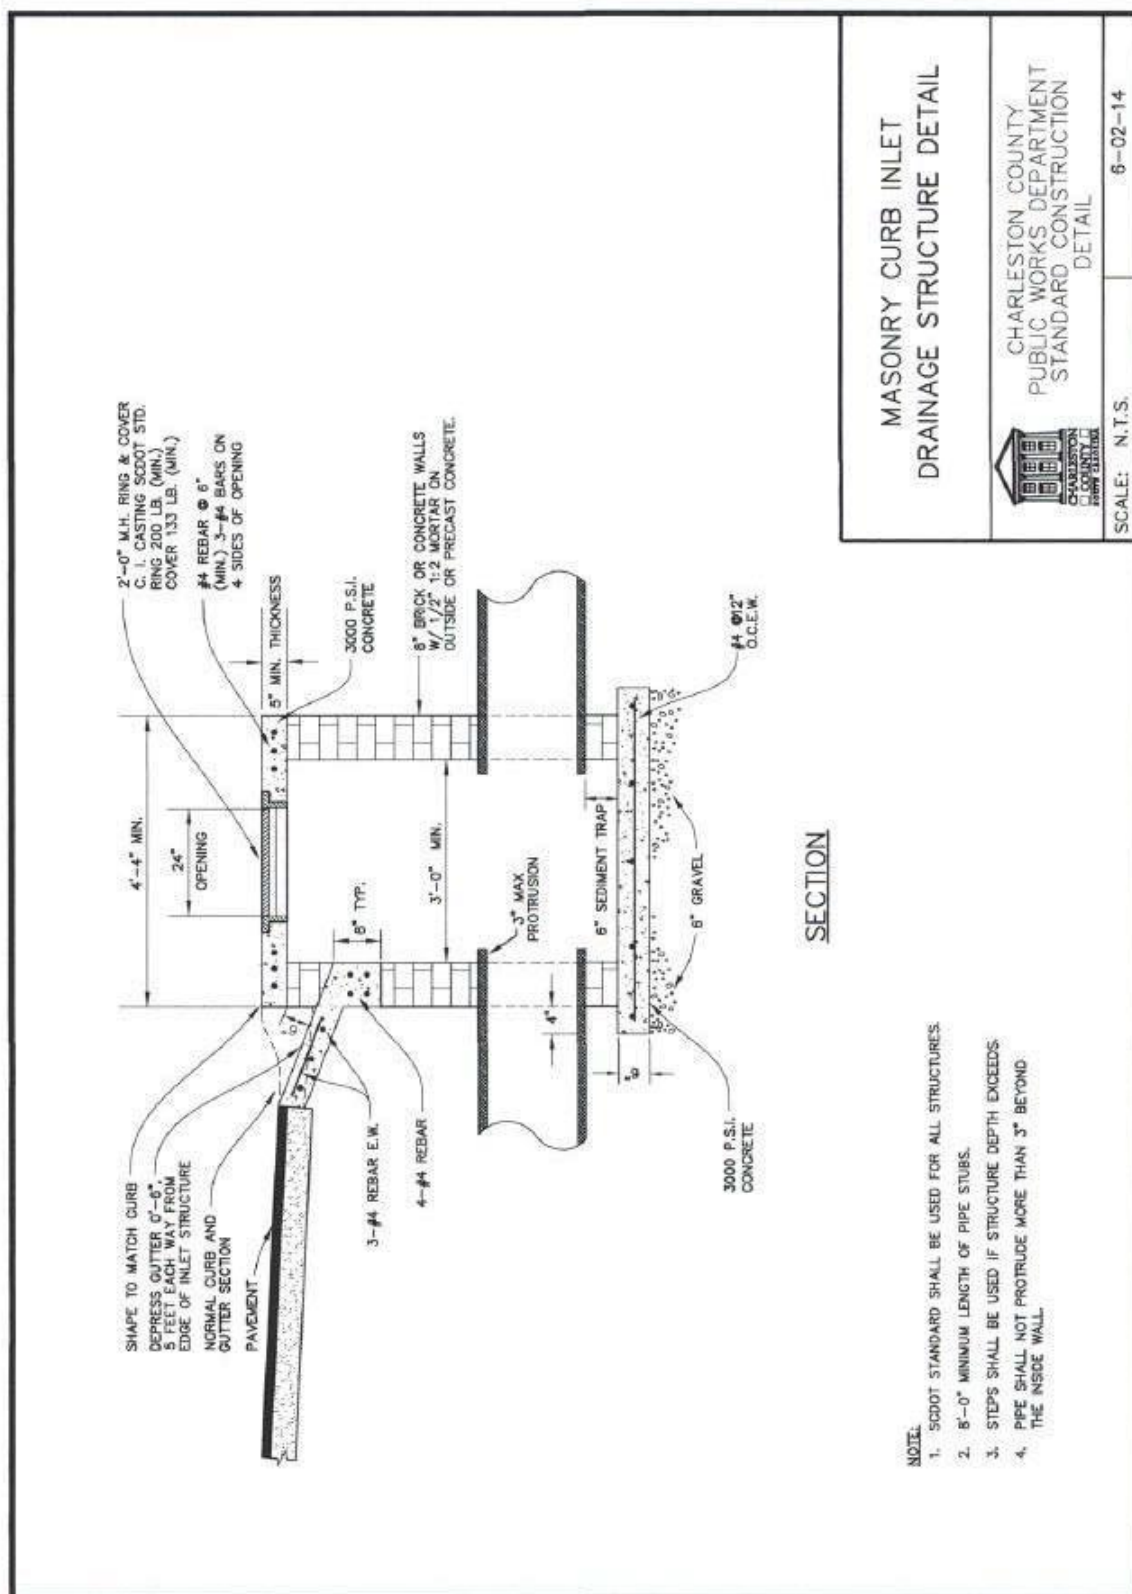 SHAPE TO MATCH CURB
DEPRESS GUTTER 0'-6",
5 FEET EACH WAY FROM
EDGE OF INLET STRUCTURE
NORMAL CURB AND
GUTTER SECTION
PAVEMENT
3-#4 REBAR E.W.
4-#4 REBAR
4'-4" MIN.
24"
OPENING
8" TYP.
3'-0" MIN.
3" MAX
PROTRUSION
6" SEDIMENT TRAP
4"
6" GRAVEL
3000 P.S.I.
CONCRETE
2'-0" M.H. RING & COVER
C. I. CASTING SCDOT STD.
RING 200 LB. (MIN.)
COVER 133 LB. (MIN.)
#4 REBAR @ 6"
(MIN.) 3-#4 BARS ON
4 SIDES OF OPENING
5" MIN. THICKNESS
3000 P.S.I.
CONCRETE
8" BRICK OR CONCRETE WALLS
W/ 1/2" 1:2 MORTAR ON
OUTSIDE OR PRECAST CONCRETE.
#4 @12"
O.C.E.W.
SECTION
NOTE:
1. SCDOT STANDARD SHALL BE USED FOR ALL STRUCTURES.
2. 8'-0" MINIMUM LENGTH OF PIPE STUBS.
3. STEPS SHALL BE USED IF STRUCTURE DEPTH EXCEEDS.
4. PIPE SHALL NOT PROTRUDE MORE THAN 3" BEYOND
THE INSIDE WALL.
MASONRY CURB INLET
DRAINAGE STRUCTURE DETAIL
CHARLESTON
COUNTY
SOUTH CAROLINA
CHARLESTON COUNTY
PUBLIC WORKS DEPARTMENT
STANDARD CONSTRUCTION
DETAIL
SCALE: N.T.S.
6-02-14